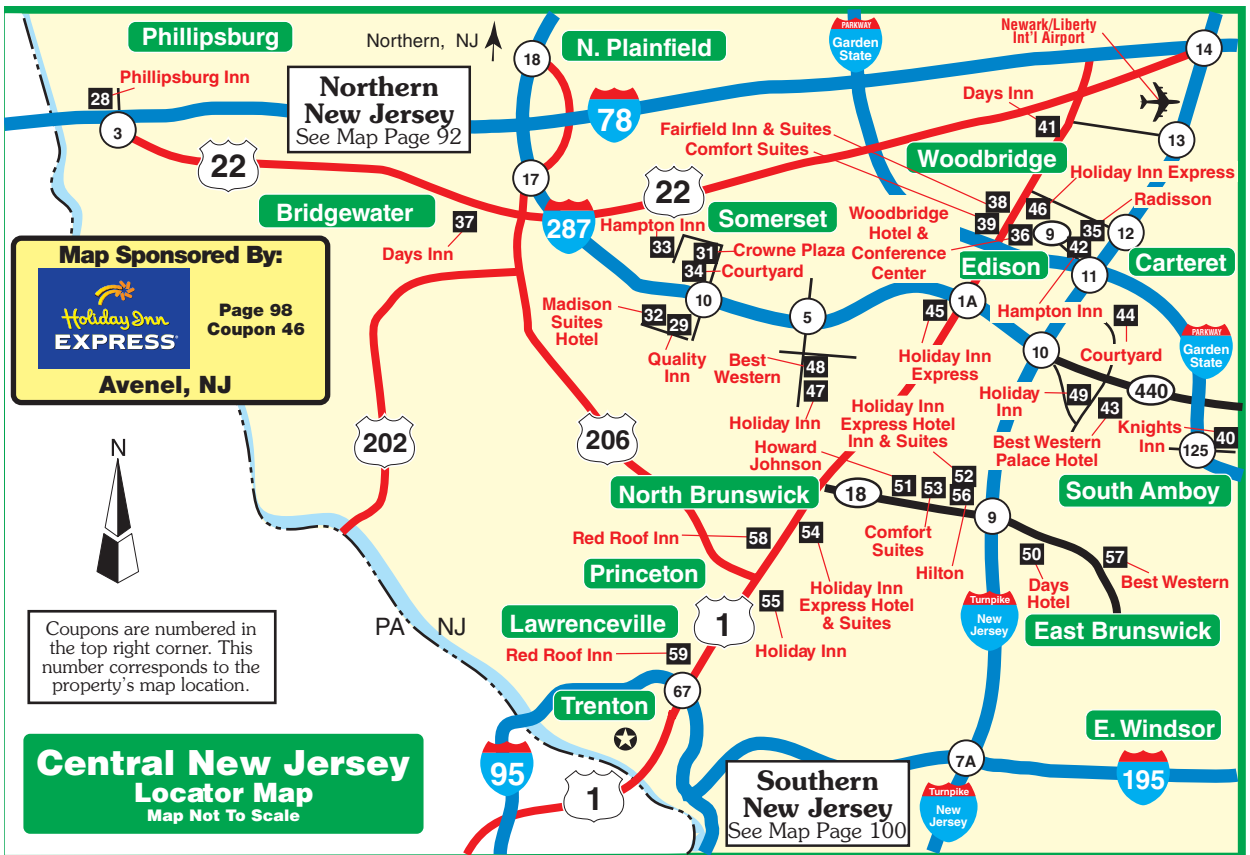 Phillipsburg
Northern, NJ
18
N. Plainfield
PARKWAY
Garden
State
Newark/Liberty
Int'l Airport
14
Phillipsburg Inn
28
3
Northern
New Jersey
See Map Page 92
78
Days Inn
41
13
Fairfield Inn & Suites
Comfort Suites
Woodbridge
22
17
22
Holiday Inn Express
Radisson
Bridgewater
37
Days Inn
287
Hampton Inn
33
Somerset
31
Crowne Plaza
34
Courtyard
10
Woodbridge
Hotel &
Conference
Center
38
39
46
36
9
35
42
12
Edison
11
Carteret
Hampton Inn
Map Sponsored By:
Holiday Inn
EXPRESS
Page 98
Coupon 46
Avenel, NJ
Madison
Suites
Hotel
32
29
Quality
Inn
5
Best
Western
48
47
Holiday Inn
45
1A
Holiday Inn
Express
10
44
Courtyard
PARKWAY
Garden
State
Holiday
Inn
49
440
43
Best Western
Palace Hotel
Knights
Inn
40
125
South Amboy
202
206
N
Holiday Inn
Express Hotel
Inn & Suites
Howard
Johnson
North Brunswick
18
51
53
52
56
9
Comfort
Suites
Hilton
50
Days
Hotel
57
Best Western
East Brunswick
Red Roof Inn
58
54
Holiday Inn
Express Hotel
& Suites
Princeton
1
55
Holiday Inn
Turnpike
New
Jersey
PA
NJ
Lawrenceville
Red Roof Inn
59
Coupons are numbered in
the top right corner. This
number corresponds to the
property's map location.
67
Trenton
Central New Jersey
Locator Map
Map Not To Scale
95
1
Southern
New Jersey
See Map Page 100
7A
Turnpike
New
Jersey
E. Windsor
195